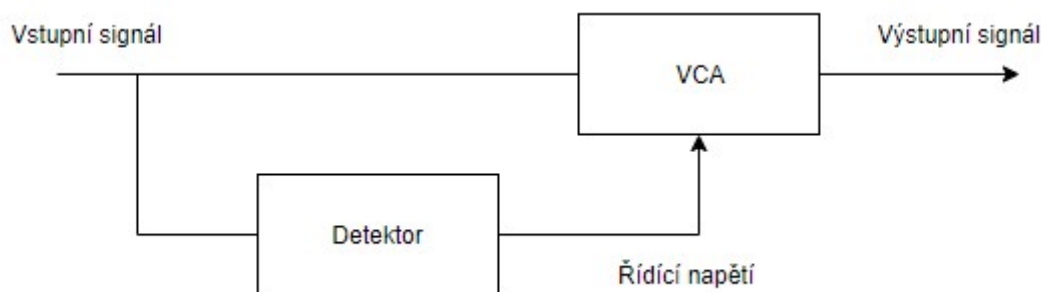 Vstupní signál
Výstupní signál
VCA
Detektor
Řídící napětí